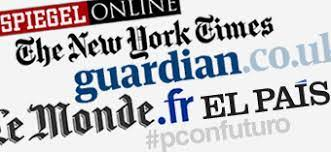 SPIEGEL ONLINE
The New York Times
guardian.co.uk
Le Monde.fr
EL PAÍS
#pconfuturo